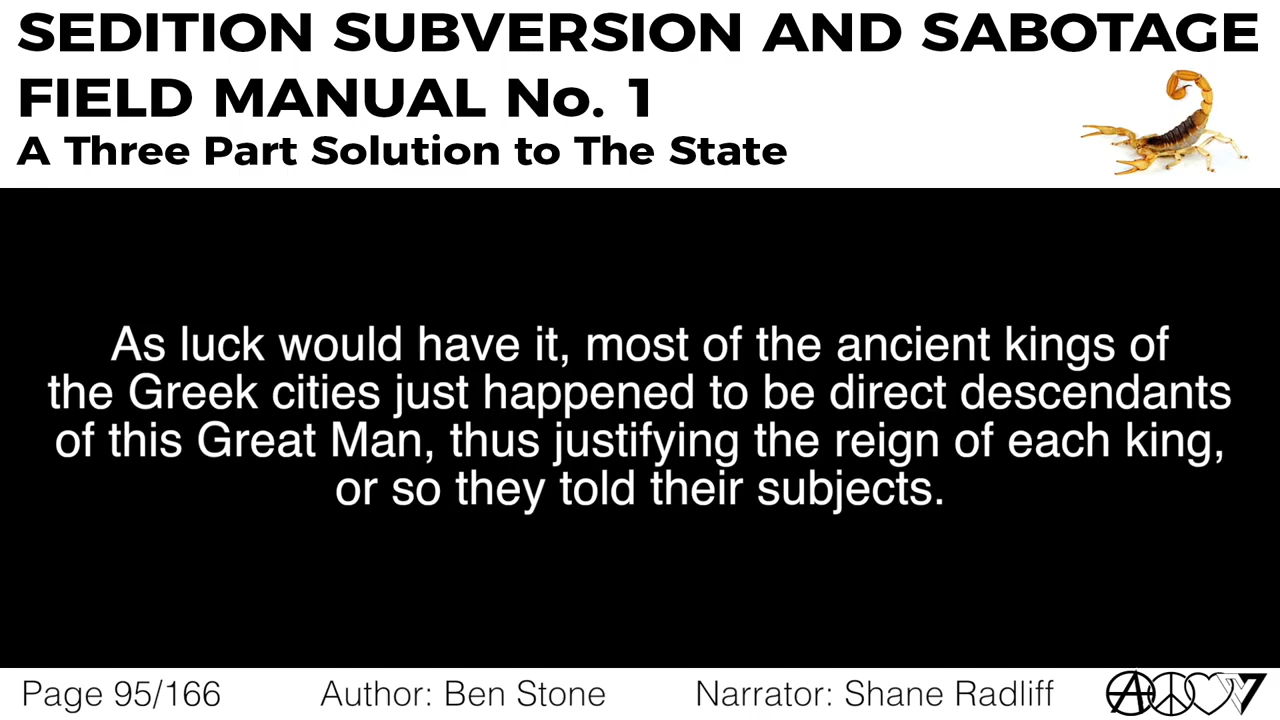 SEDITION SUBVERSION AND SABOTAGE
FIELD MANUAL No. 1
A Three Part Solution to The State
As luck would have it, most of the ancient kings of
the Greek cities just happened to be direct descendants
of this Great Man, thus justifying the reign of each king,
or so they told their subjects.
Page 95/166 Author: Ben Stone Narrator: Shane Radliff